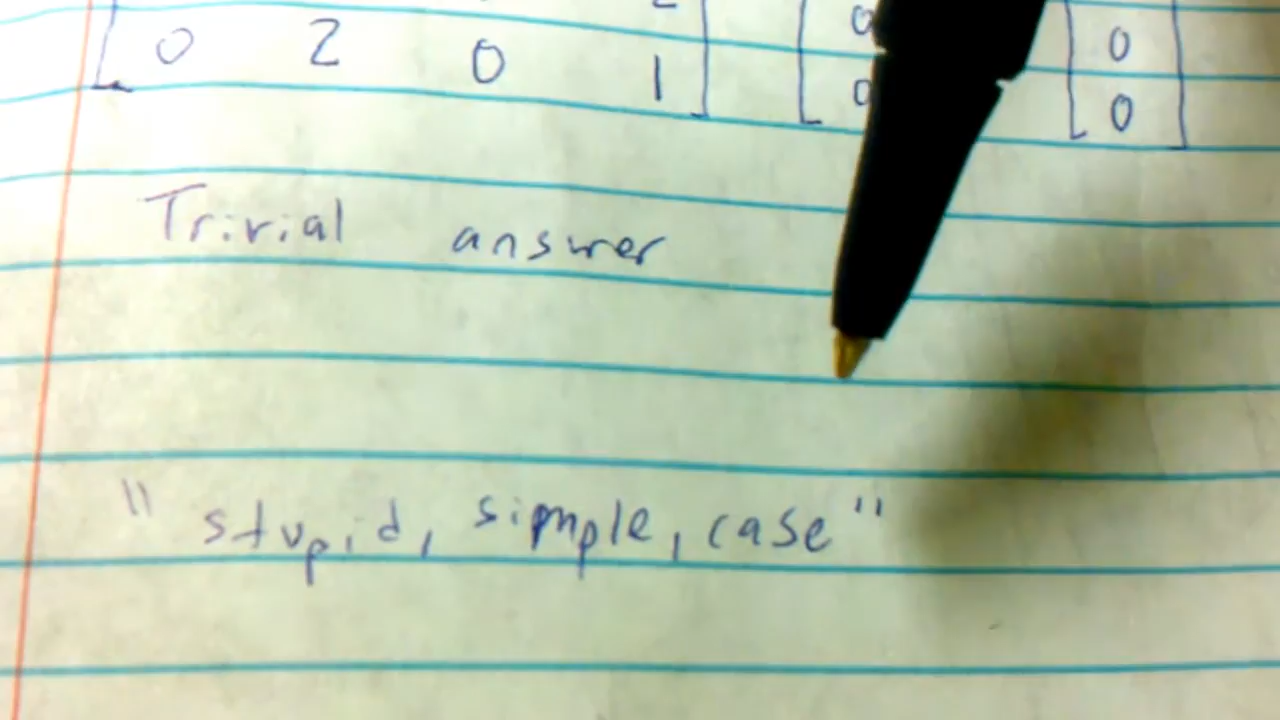 0 2 0 1 0 0
0 0
Trivial answer
" stupid, simple, case "